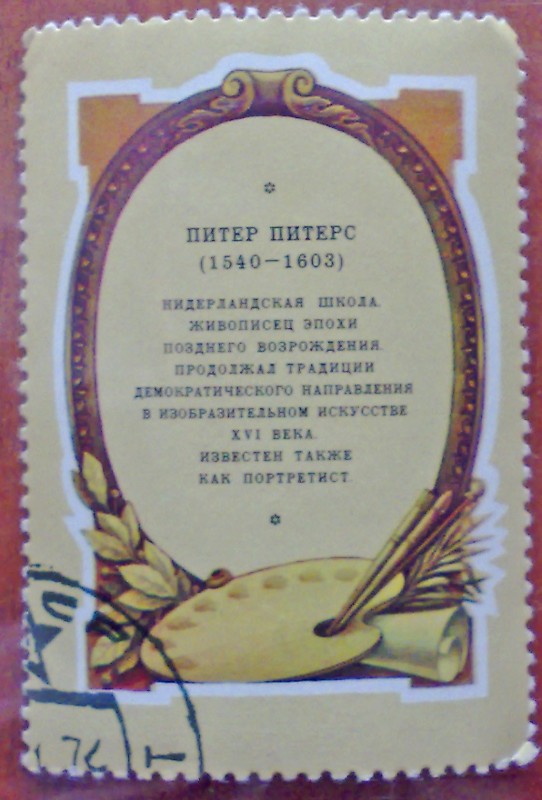 ПИТЕР ПИТЕРС
(1540—1603)
НИДЕРЛАНДСКАЯ ШКОЛА.
ЖИВОПИСЕЦ ЭПОХИ
ПОЗДНЕГО ВОЗРОЖДЕНИЯ.
ПРОДОЛЖАЛ ТРАДИЦИИ
ДЕМОКРАТИЧЕСКОГО НАПРАВЛЕНИЯ
В ИЗОБРАЗИТЕЛЬНОМ ИСКУССТВЕ
XVI ВЕКА.
ИЗВЕСТЕН ТАКЖЕ
КАК ПОРТРЕТИСТ.